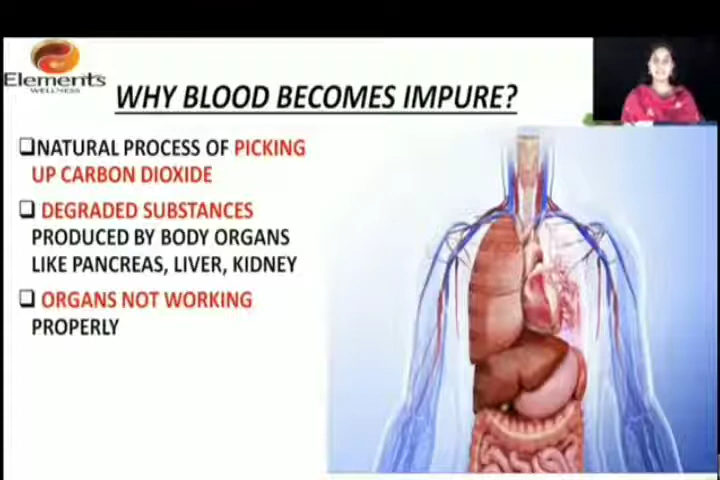 Elements
WELLNESS
WHY BLOOD BECOMES IMPURE?
NATURAL PROCESS OF PICKING
UP CARBON DIOXIDE
DEGRADED SUBSTANCES
PRODUCED BY BODY ORGANS
LIKE PANCREAS, LIVER, KIDNEY
ORGANS NOT WORKING
PROPERLY